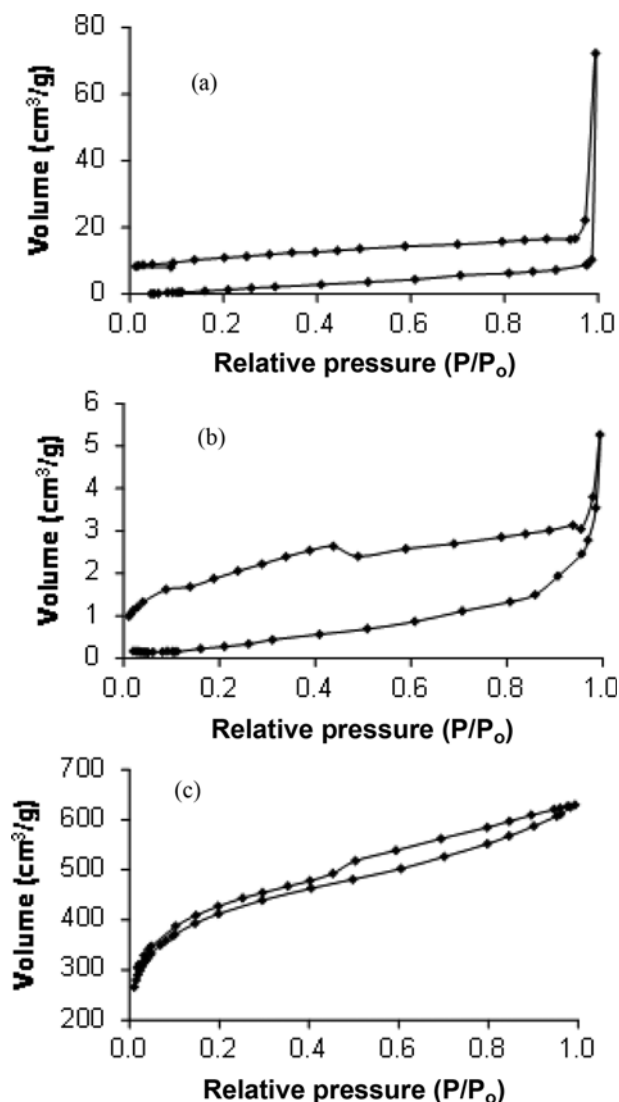 80
60
40
20
0
Volume (cm³/g)
(a)
0.0 0.2 0.4 0.6 0.8 1.0
Relative pressure (P/Pₒ)
6
5
4
3
2
1
0
Volume (cm³/g)
(b)
0.0 0.2 0.4 0.6 0.8 1.0
Relative pressure (P/Pₒ)
700
600
500
400
300
200
Volume (cm³/g)
(c)
0.0 0.2 0.4 0.6 0.8 1.0
Relative pressure (P/Pₒ)